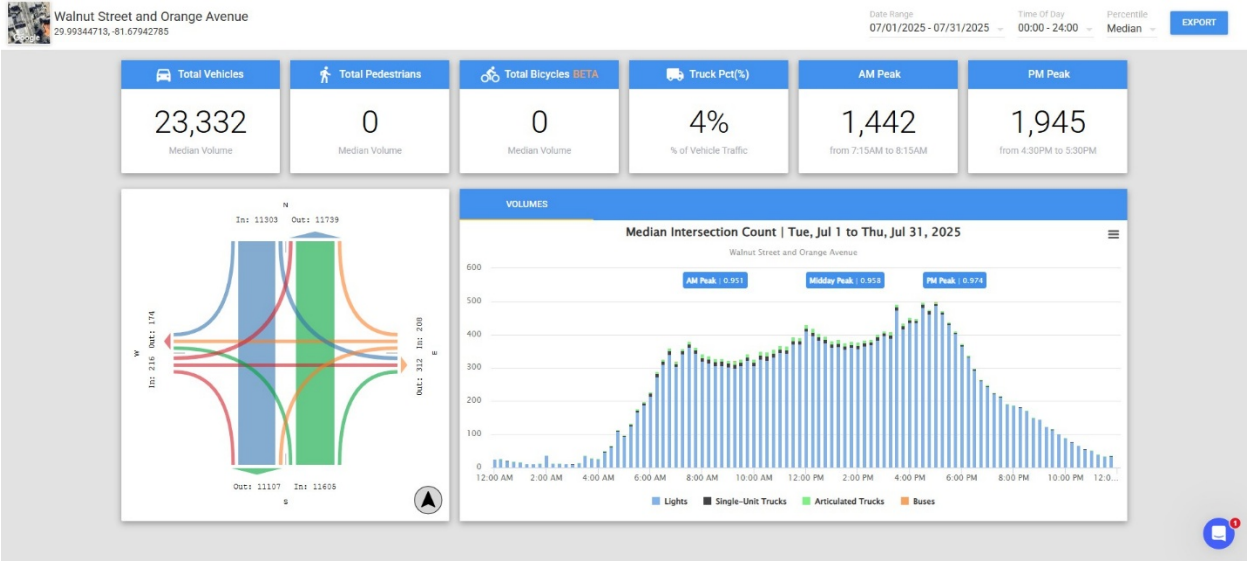 Walnut Street and Orange Avenue
29.99344713, -81.67942785
Google
Date Range
07/01/2025 - 07/31/2025
Time Of Day
00:00 - 24:00
Percentile
Median
EXPORT
Total Vehicles
23,332
Median Volume
Total Pedestrians
0
Median Volume
Total Bicycles BETA
0
Median Volume
Truck Pct(%)
4%
% of Vehicle Traffic
AM Peak
1,442
from 7:15AM to 8:15AM
PM Peak
1,945
from 4:30PM to 5:30PM
N
In: 11303 Out: 11739
W
In: 216 Out: 174
Out: 312 In: 208
E
Out: 11107 In: 11605
S
VOLUMES
Median Intersection Count | Tue, Jul 1 to Thu, Jul 31, 2025
Walnut Street and Orange Avenue
AM Peak | 0.951
Midday Peak | 0.958
PM Peak | 0.974
600
500
400
300
200
100
0
12:00 AM 2:00 AM 4:00 AM 6:00 AM 8:00 AM 10:00 AM 12:00 PM 2:00 PM 4:00 PM 6:00 PM 8:00 PM 10:00 PM 12:0...
Lights Single-Unit Trucks Articulated Trucks Buses
1